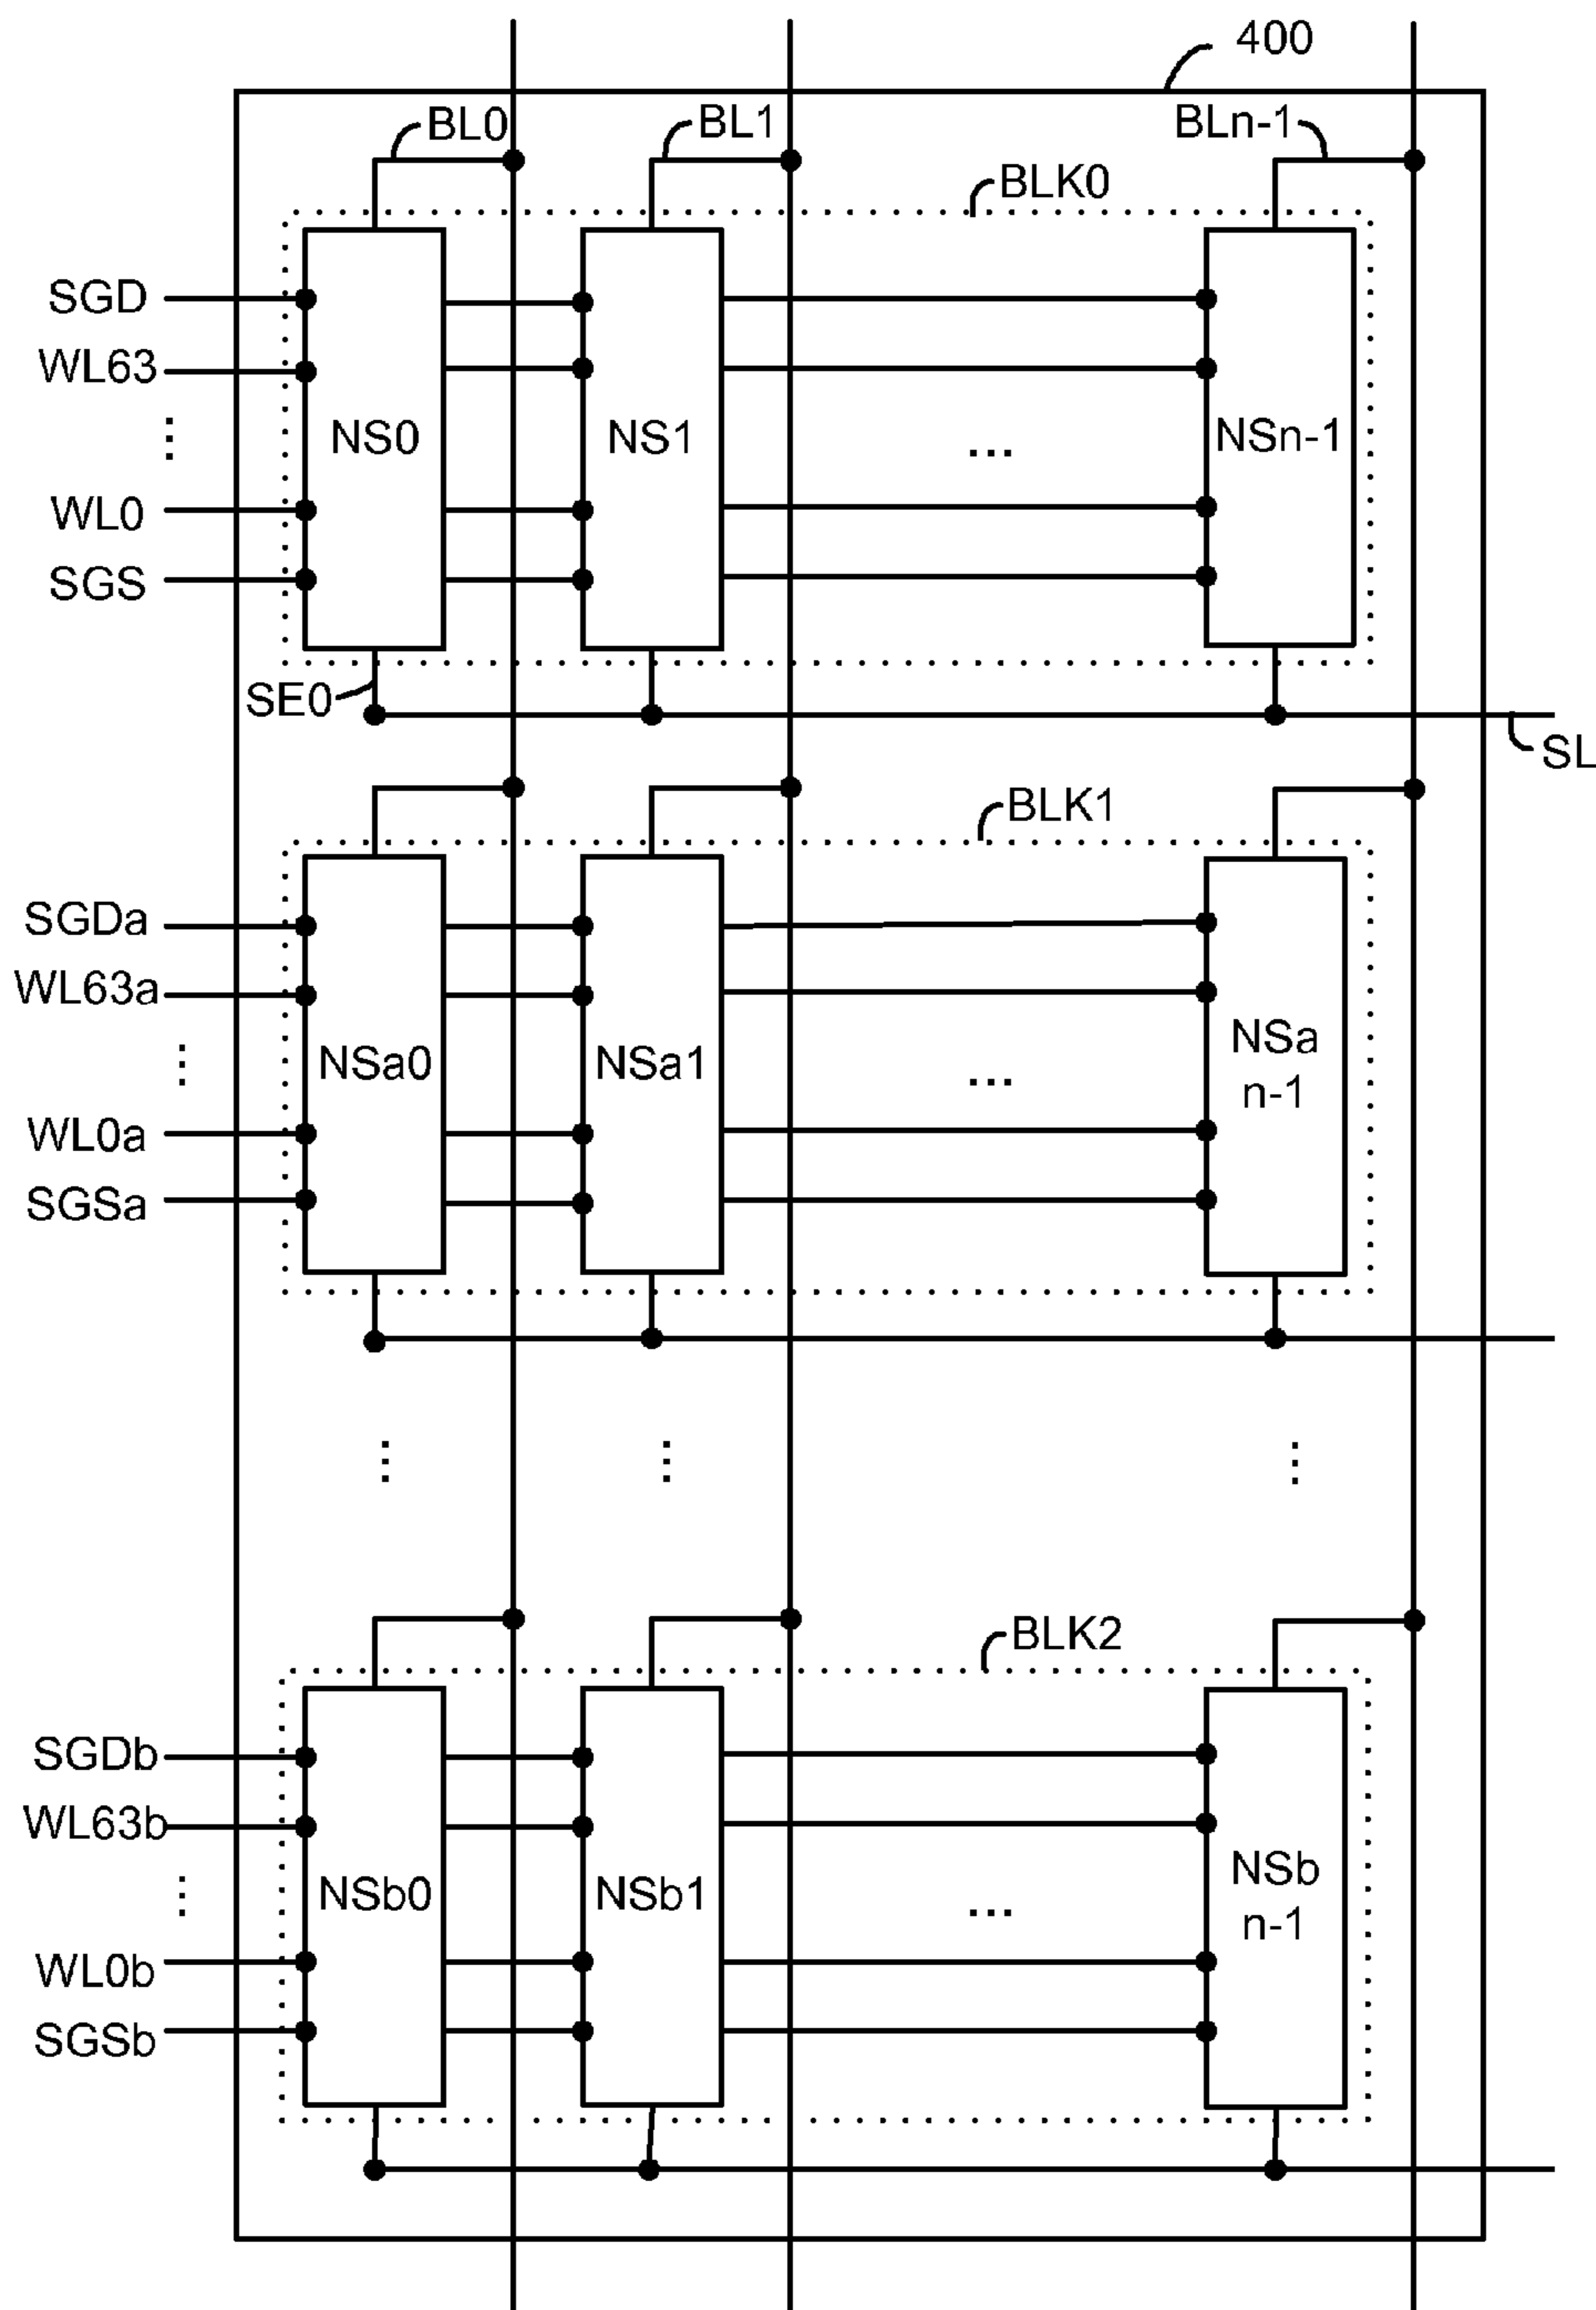 400
BL0
BL1
BLn-1
BLK0
SGD
WL63
⋮
WL0
SGS
NS0
NS1
...
NSn-1
SE0
SL
BLK1
SGDa
WL63a
⋮
WL0a
SGSa
NSa0
NSa1
...
NSa
n-1
⋮
⋮
⋮
BLK2
SGDb
WL63b
⋮
WL0b
SGSb
NSb0
NSb1
...
NSb
n-1